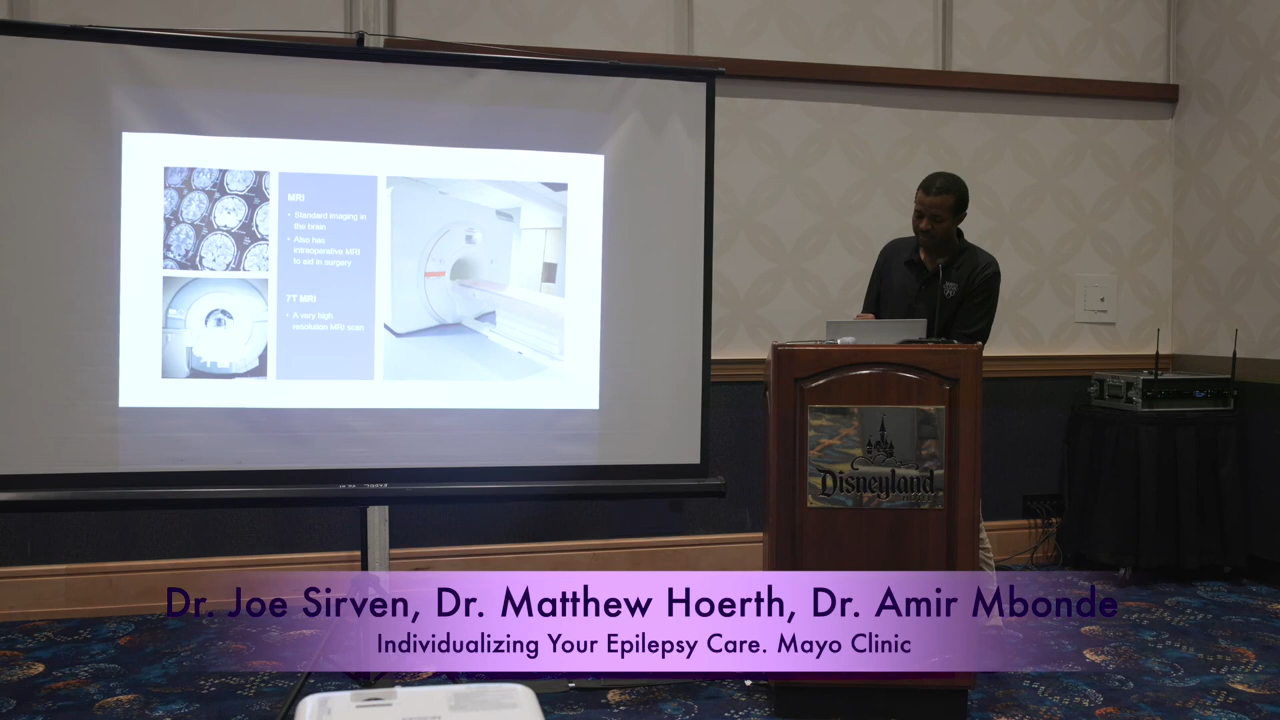 MRI
• Standard imaging in
the brain
• Also has
intraoperative MRI
to aid in surgery
7T MRI
• A very high
resolution MRI scan
Disneyland
Dr. Joe Sirven, Dr. Matthew Hoerth, Dr. Amir Mbonde
Individualizing Your Epilepsy Care. Mayo Clinic